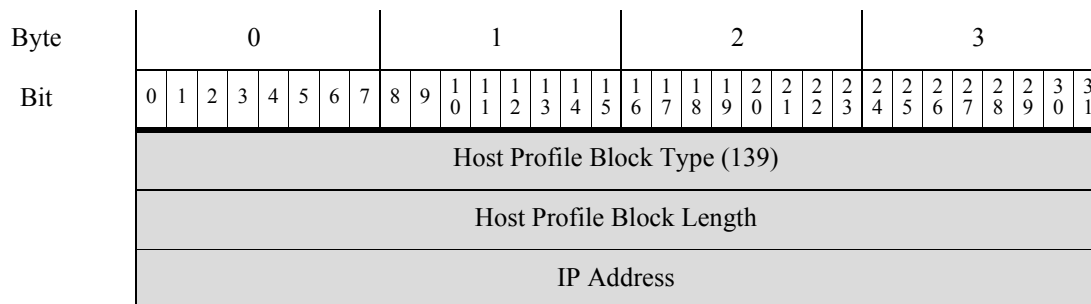 Byte 0 1 2 3
Bit 0 1 2 3 4 5 6 7 8 9 10 11 12 13 14 15 16 17 18 19 20 21 22 23 24 25 26 27 28 29 30 31
Host Profile Block Type (139)
Host Profile Block Length
IP Address